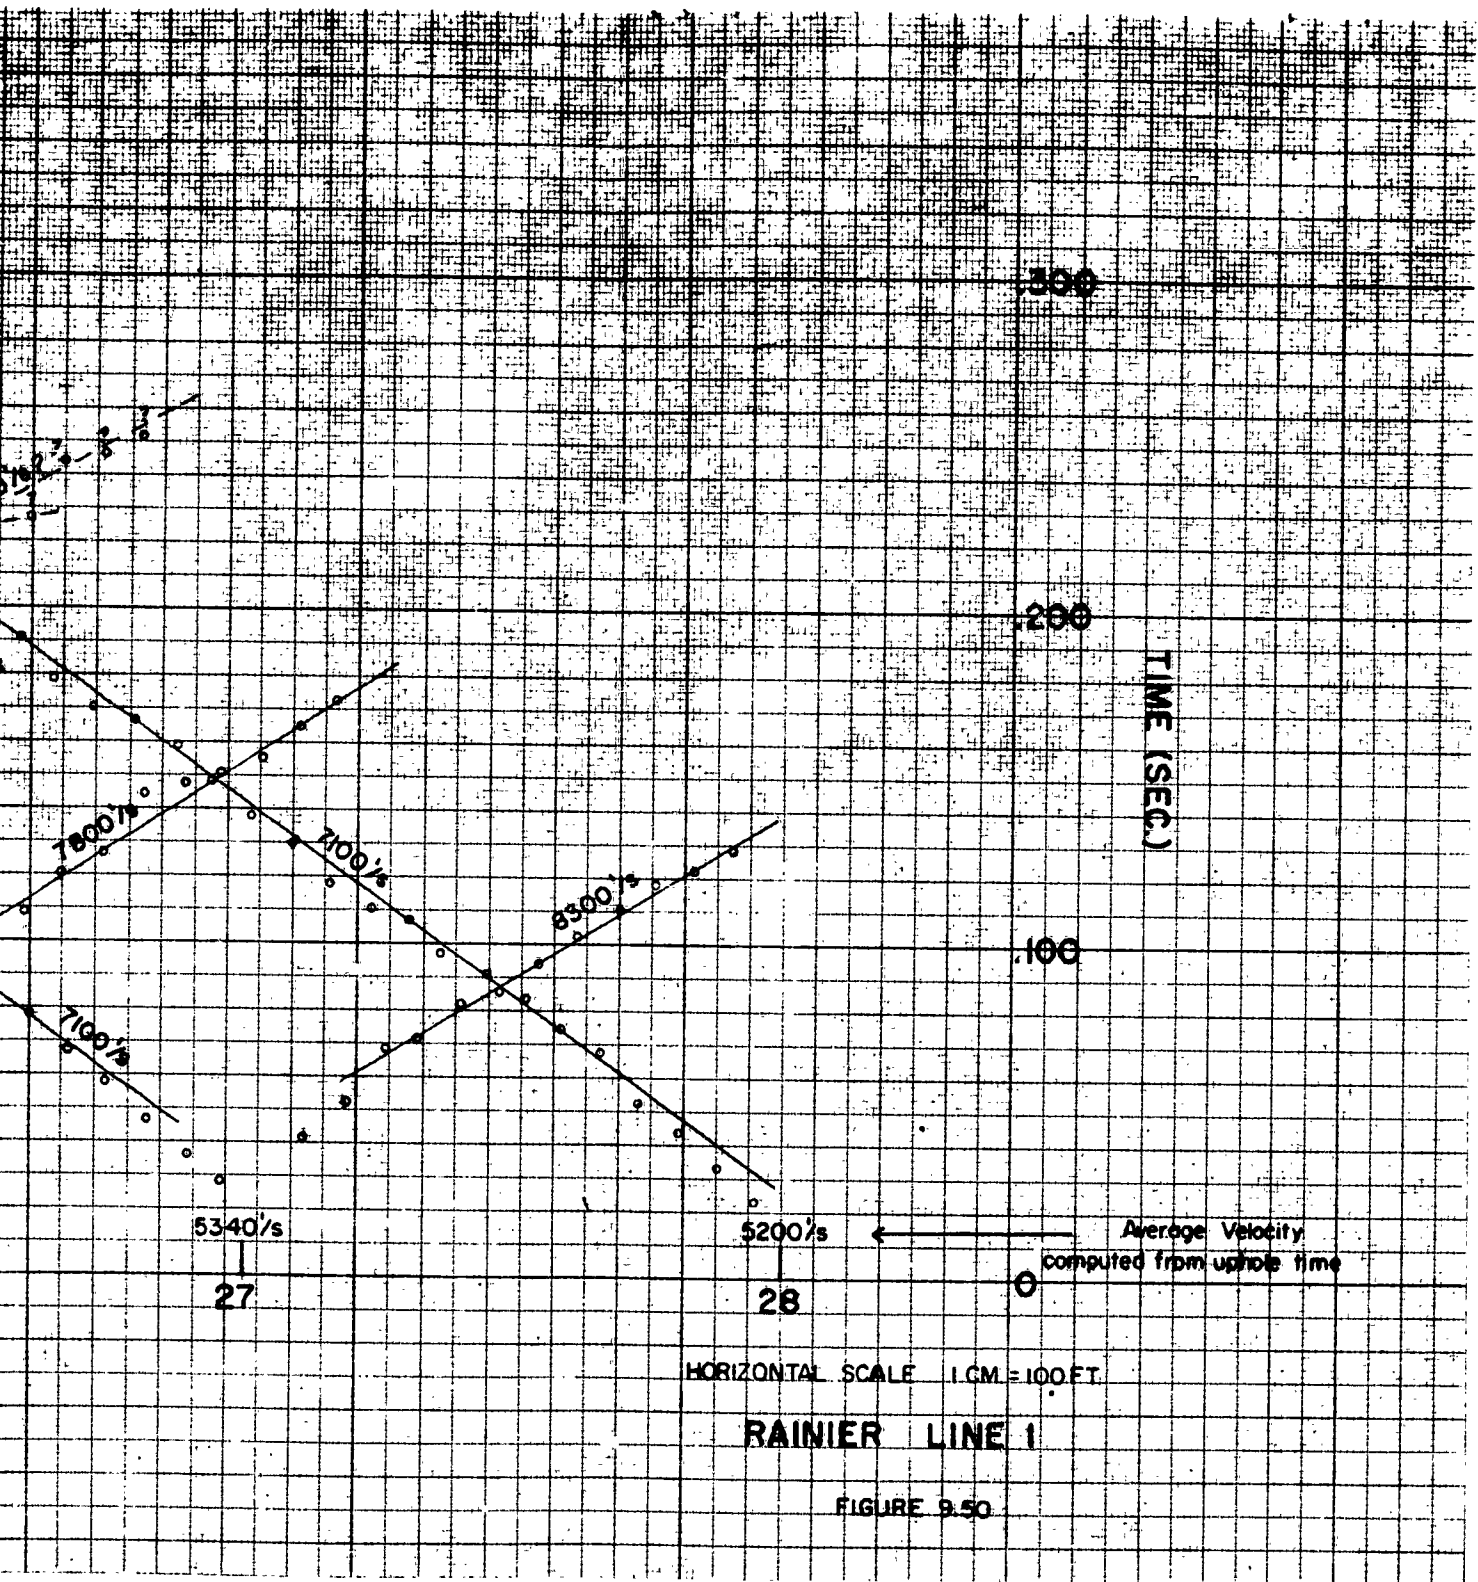 .300
.200
TIME (SEC.)
7800'/s
7100'/s
8300'/s
.100
7100'/s
5340'/s
5200'/s
Average Velocity
computed from uphole time
27
28
0
HORIZONTAL SCALE 1 CM. = 100 FT.
RAINIER LINE 1
FIGURE 9.50